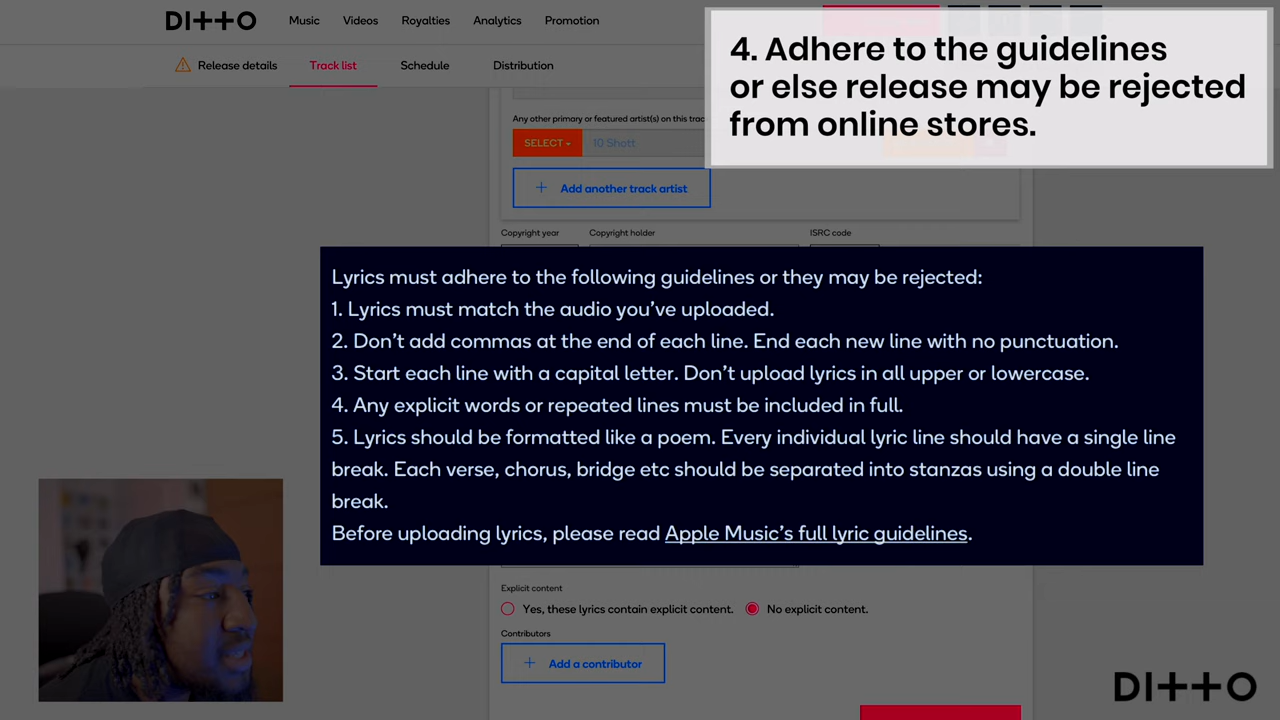 DITTO
Music
Videos
Royalties
Analytics
Promotion
4. Adhere to the guidelines
or else release may be rejected
from online stores.
Release details
Track list
Schedule
Distribution
Any other primary or featured artist(s) on this trac
SELECT
10 Shott
+ Add another track artist
Copyright year
Copyright holder
ISRC code
Lyrics must adhere to the following guidelines or they may be rejected:
1. Lyrics must match the audio you've uploaded.
2. Don't add commas at the end of each line. End each new line with no punctuation.
3. Start each line with a capital letter. Don't upload lyrics in all upper or lowercase.
4. Any explicit words or repeated lines must be included in full.
5. Lyrics should be formatted like a poem. Every individual lyric line should have a single line
break. Each verse, chorus, bridge etc should be separated into stanzas using a double line
break.
Before uploading lyrics, please read Apple Music's full lyric guidelines.
Explicit content
Yes, these lyrics contain explicit content.
No explicit content.
Contributors
+ Add a contributor
DITTO